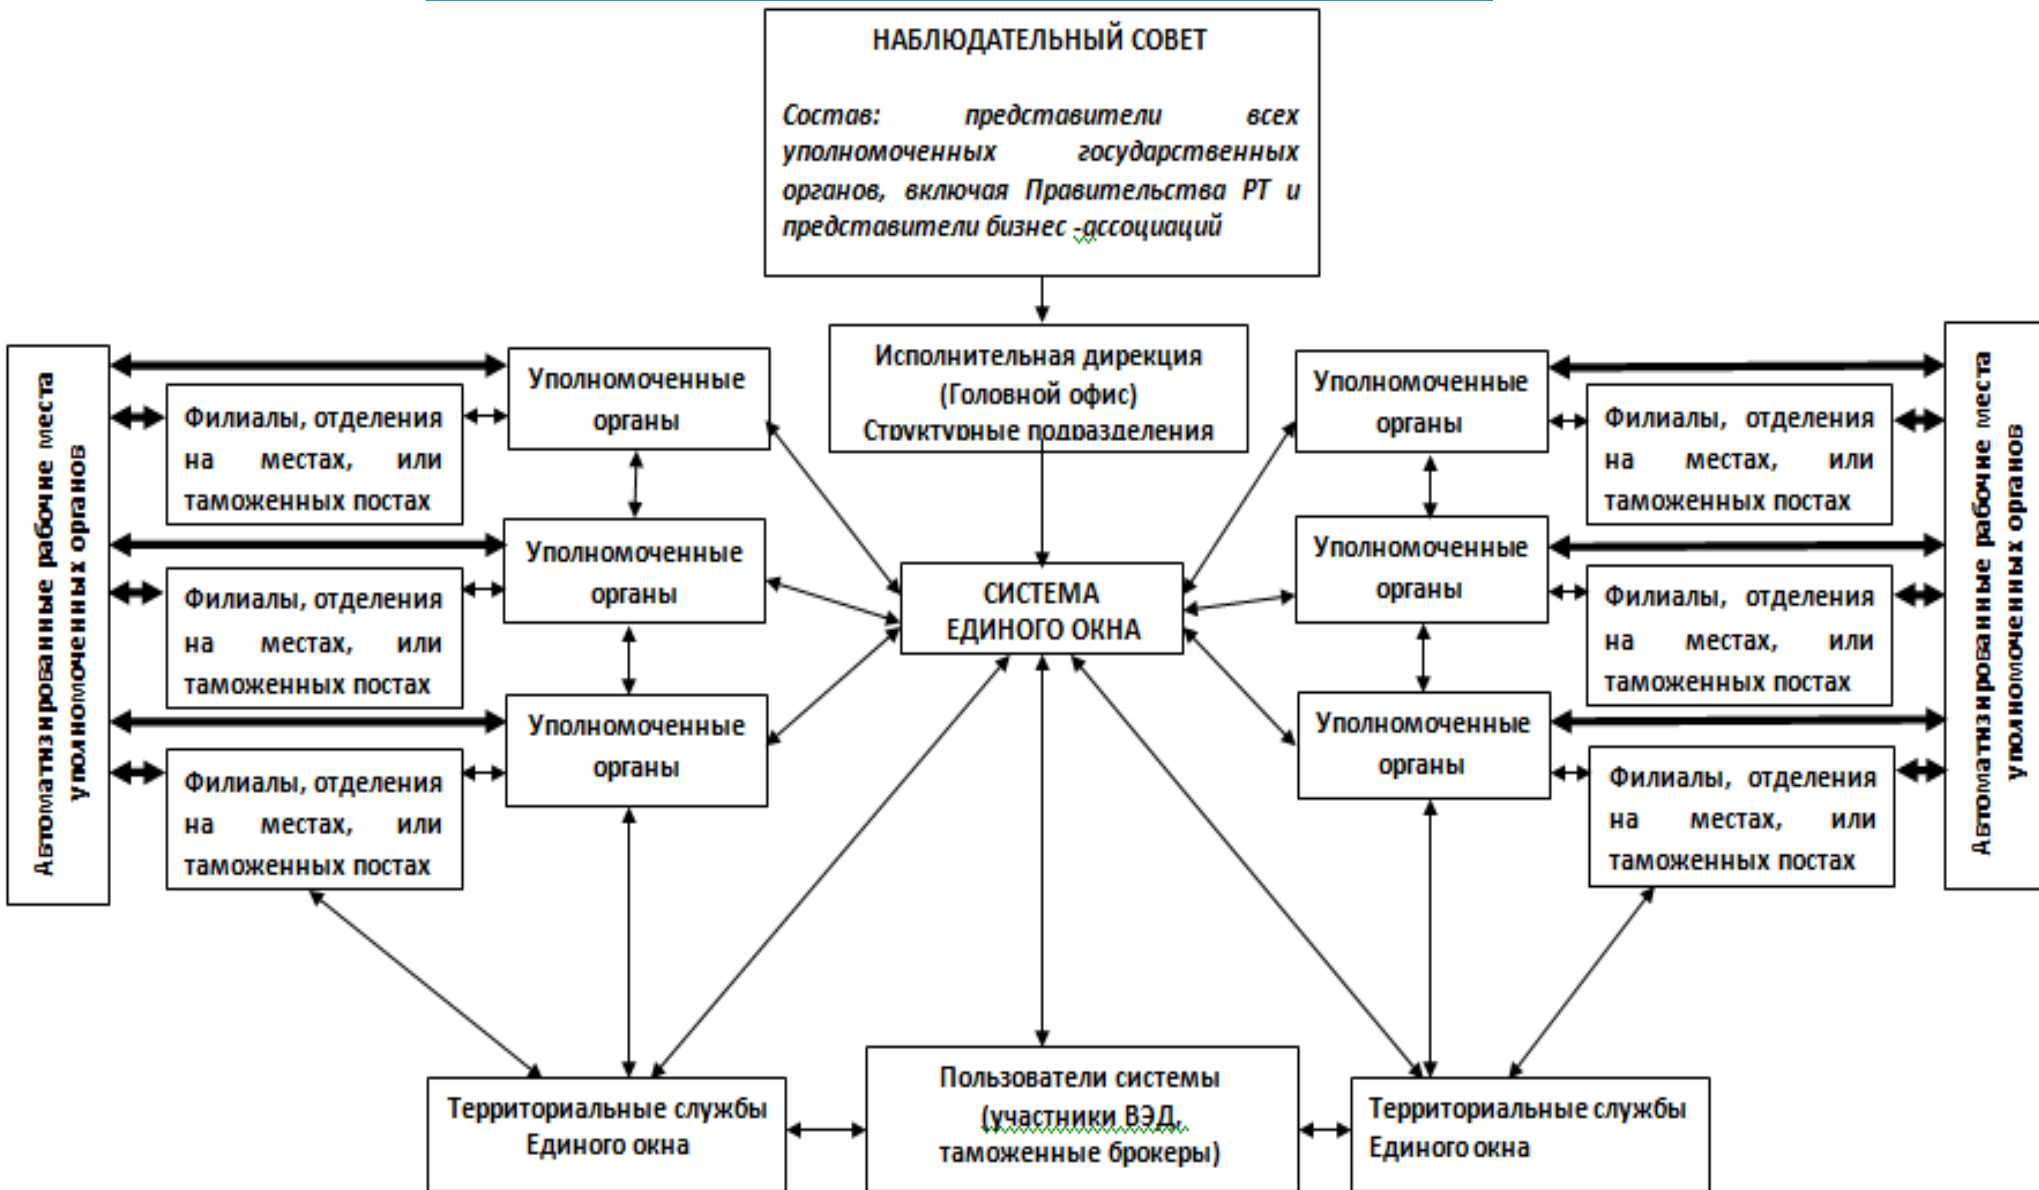 НАБЛЮДАТЕЛЬНЫЙ СОВЕТ
Состав: представители всех
уполномоченных государственных
органов, включая Правительства РТ и
представители бизнес -ассоциаций
Исполнительная дирекция
(Головной офис)
Структурные подразделения
Автоматизированные рабочие места
уполномоченных органов
Уполномоченные
органы
Филиалы, отделения
на местах, или
таможенных постах
Уполномоченные
органы
Филиалы, отделения
на местах, или
таможенных постах
Уполномоченные
органы
Филиалы, отделения
на местах, или
таможенных постах
СИСТЕМА
ЕДИНОГО ОКНА
Уполномоченные
органы
Филиалы, отделения
на местах, или
таможенных постах
Уполномоченные
органы
Филиалы, отделения
на местах, или
таможенных постах
Уполномоченные
органы
Филиалы, отделения
на местах, или
таможенных постах
Автоматизированные рабочие места
уполномоченных органов
Территориальные службы
Единого окна
Пользователи системы
(участники ВЭД,
таможенные брокеры)
Территориальные службы
Единого окна